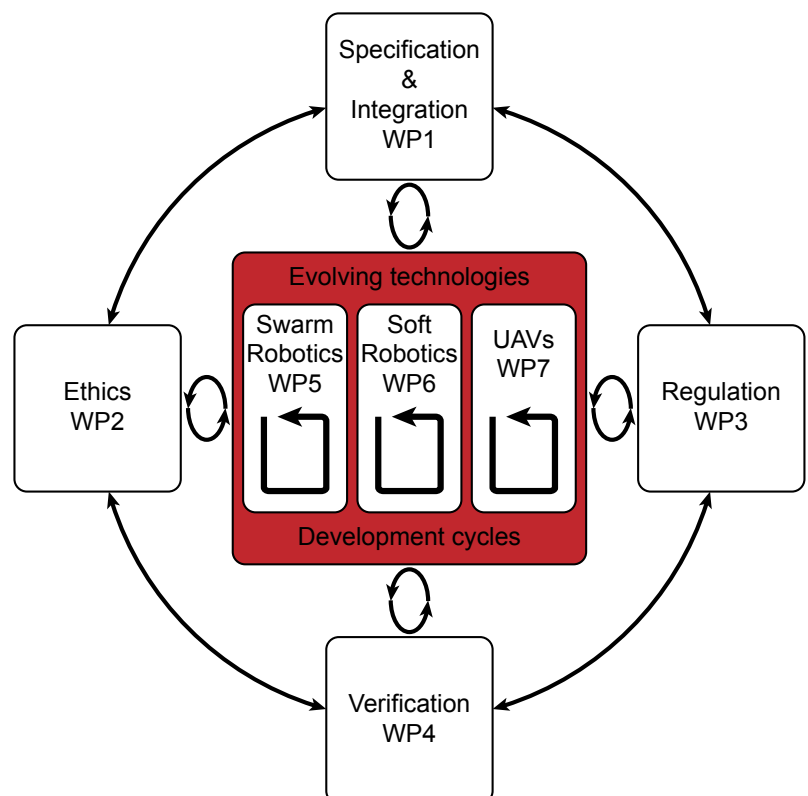 Specification
&
Integration
WP1
Evolving technologies
Swarm
Robotics
WP5
Soft
Robotics
WP6
UAVs
WP7
Ethics
WP2
Regulation
WP3
Development cycles
Verification
WP4